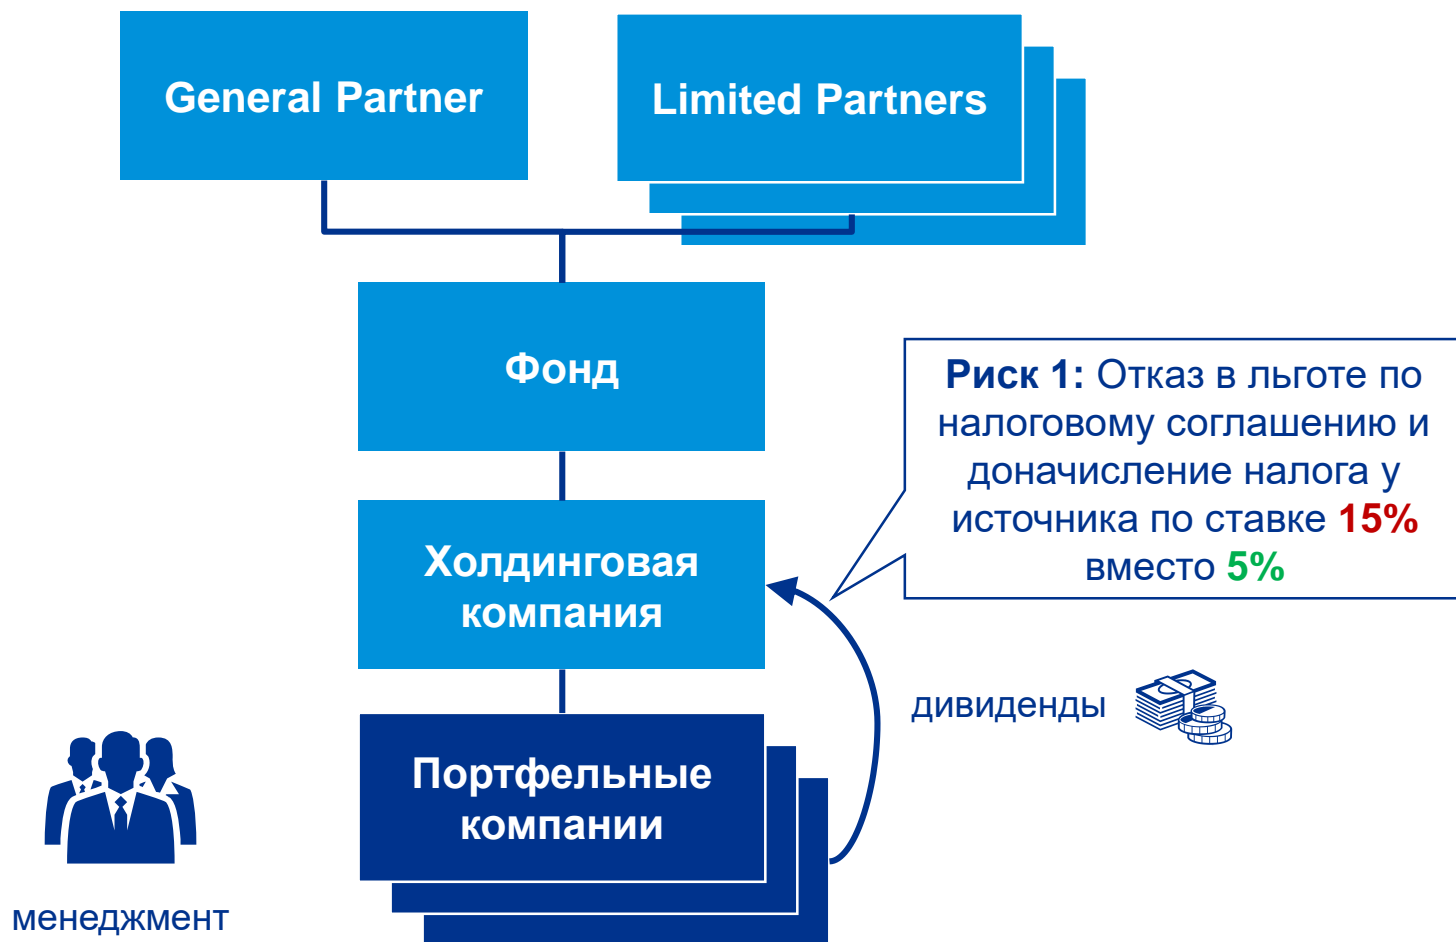 General Partner
Limited Partners
Фонд
Риск 1: Отказ в льготе по
налоговому соглашению и
доначисление налога у
источника по ставке 15%
вместо 5%
Холдинговая
компания
дивиденды
Портфельные
компании
менеджмент